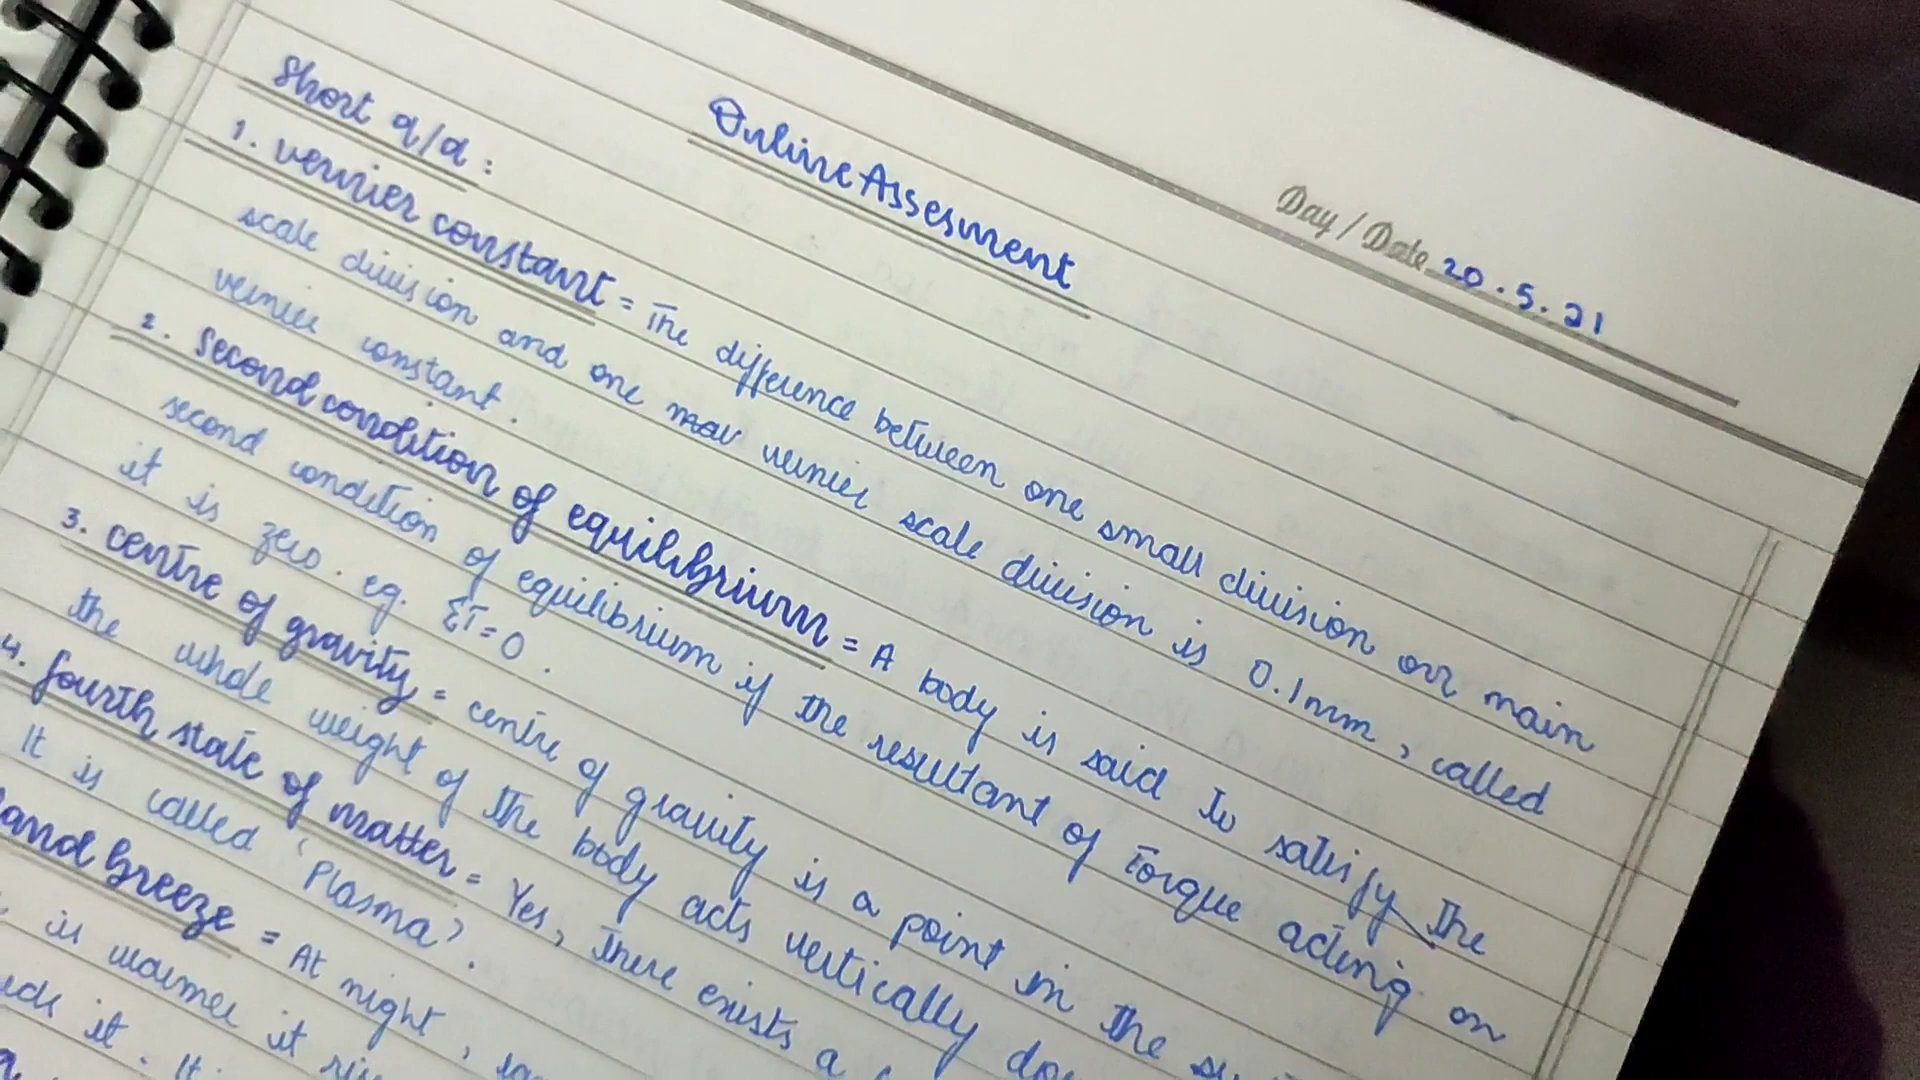 Day / Date 20.5.21
Online Assesment
Short q/a :
1. vernier constant = The difference between one small division on main
scale division and one vernier scale division is 0.1mm, called
vernier constant.
2. Second condition of equilibrium = A body is said to satisfy the
second condition of equilibrium if the resultant of torque acting on
it is zero. eg. Στ=0.
3. centre of gravity = centre of gravity is a point in the
the whole weight of the body acts vertically
4. fourth state of matter = Yes, there exists a
It is called 'Plasma'.
breeze = At night,
is warmer it
it. It